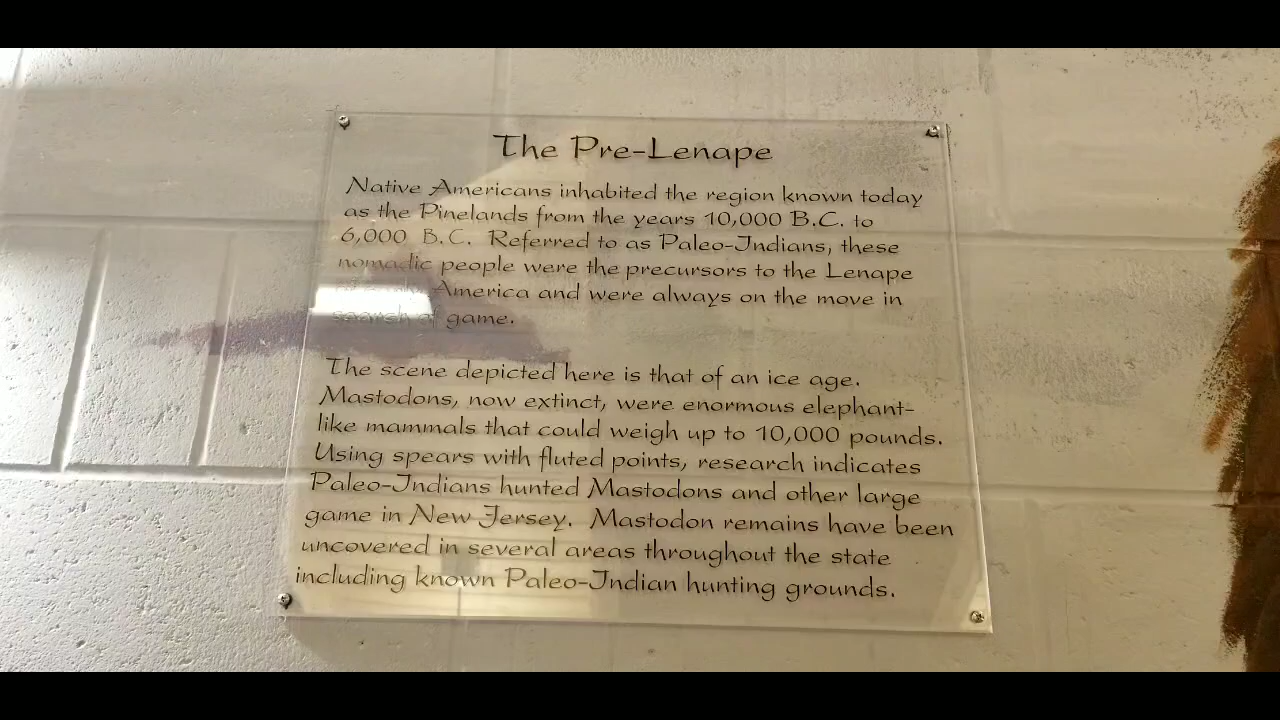 The Pre-Lenape
Native Americans inhabited the region known today
as the Pinelands from the years 10,000 B.C. to
6,000 B.C. Referred to as Paleo-Indians, these
nomadic people were the precursors to the Lenape
America and were always on the move in
search of game.
The scene depicted here is that of an ice age.
Mastodons, now extinct, were enormous elephant-
like mammals that could weigh up to 10,000 pounds.
Using spears with fluted points, research indicates
Paleo-Indians hunted Mastodons and other large
game in New Jersey. Mastodon remains have been
uncovered in several areas throughout the state
including known Paleo-Indian hunting grounds.